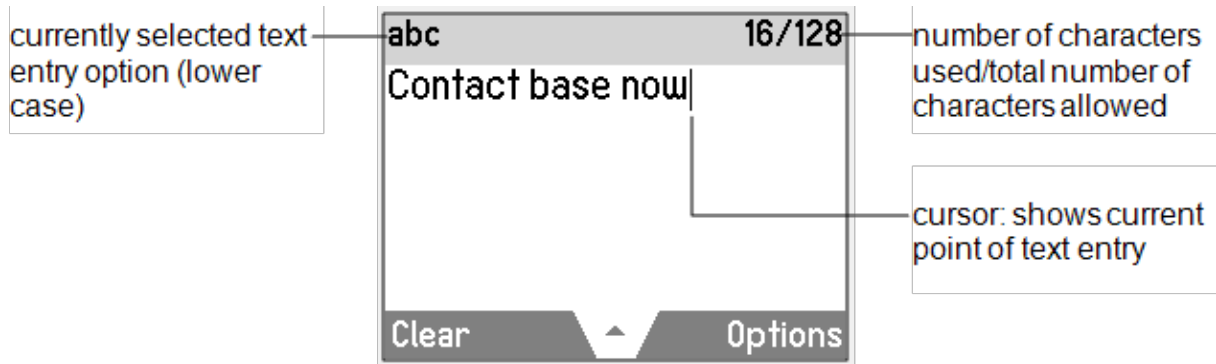 currently selected text
entry option (lower
case)
abc 16/128
Contact base now
Clear Options
number of characters
used/total number of
characters allowed
cursor: shows current
point of text entry